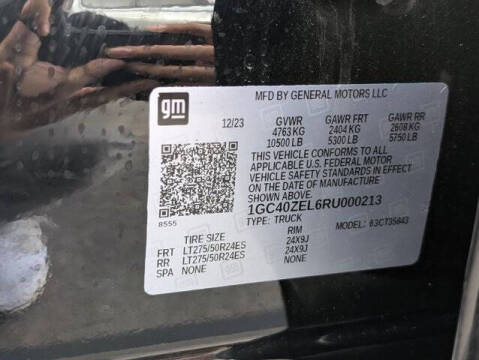 gm
MFD BY GENERAL MOTORS LLC
12/23 GVWR GAWR FRT GAWR RR
4763 KG 2404 KG 2608 KG
10500 LB 5300 LB 5750 LB
THIS VEHICLE CONFORMS TO ALL
APPLICABLE U.S. FEDERAL MOTOR
VEHICLE SAFETY STANDARDS IN EFFECT
ON THE DATE OF MANUFACTURE
SHOWN ABOVE.
1GC40ZEL6RU000213
8555 TYPE: TRUCK MODEL: 63CT35843
TIRE SIZE RIM
FRT LT275/50R24ES 24X9J
RR LT275/50R24ES 24X9J
SPA NONE NONE